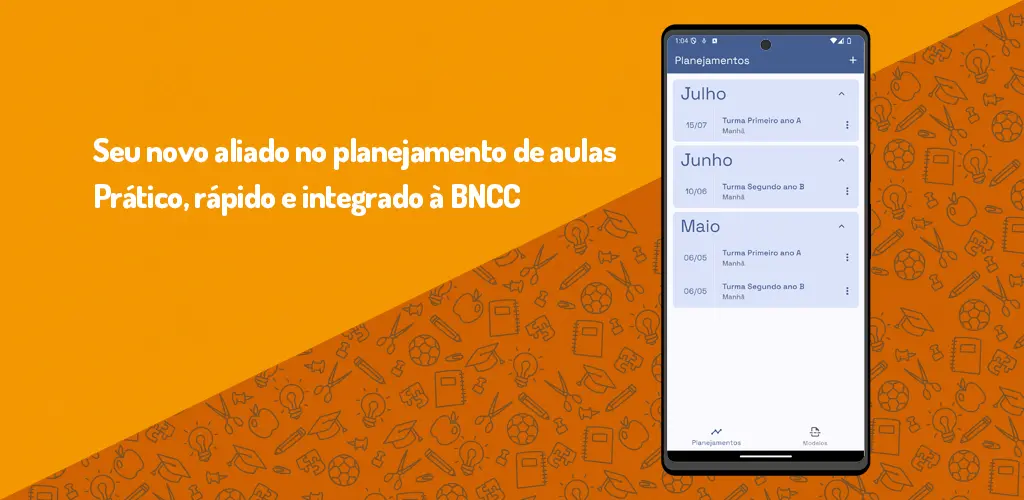 Seu novo aliado no planejamento de aulas
Prático, rápido e integrado à BNCC
1:04
Planejamentos
Julho
15/07
Turma Primeiro ano A
Manhã
Junho
10/06
Turma Segundo ano B
Manhã
Maio
06/05
Turma Primeiro ano A
Manhã
06/05
Turma Segundo ano B
Manhã
Planejamentos
Modelos